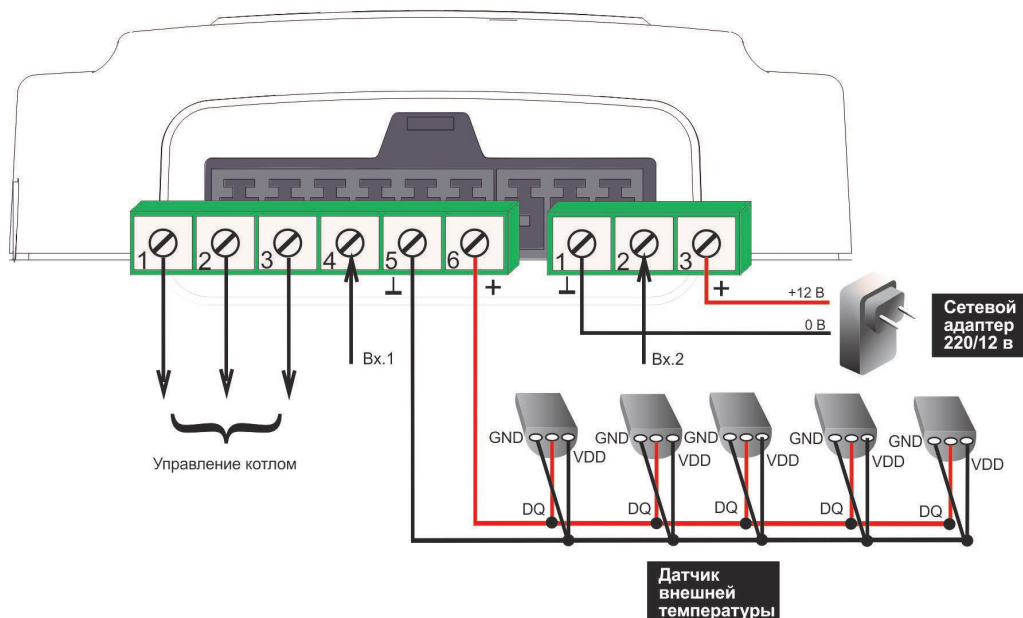 1 2 3 4 5 6
⊥ +
1 2 3
⊥ +
+12 В
0 В
Сетевой
адаптер
220/12 в
Вх.1
Вх.2
Управление котлом
GND VDD GND VDD GND VDD GND VDD GND VDD
DQ DQ DQ DQ DQ
Датчик
внешней
температуры